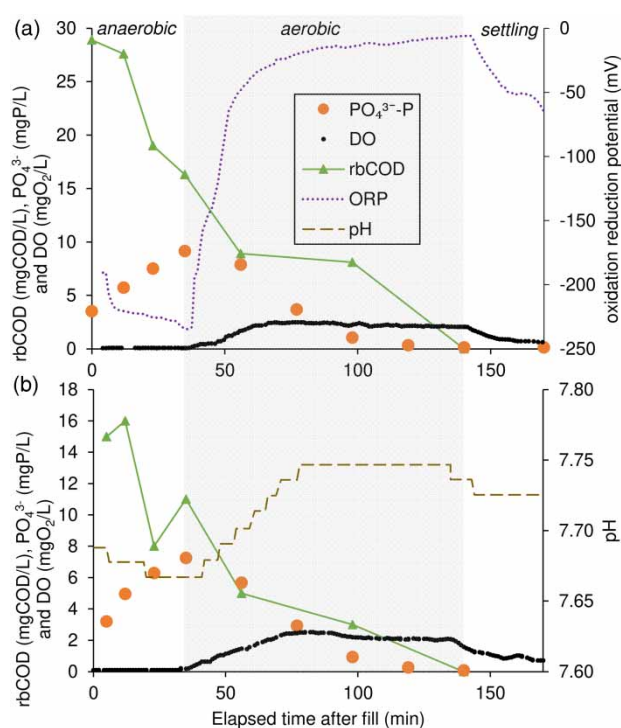 (a)
anaerobic
aerobic
settling
30
25
20
15
10
5
0
rbCOD (mgCOD/L), PO₄³⁻ (mgP/L)
and DO (mgO₂/L)
0
-50
-100
-150
-200
-250
oxidation reduction potential (mV)
PO₄³⁻-P
DO
rbCOD
ORP
pH
0
50
100
150
(b)
18
16
14
12
10
8
6
4
2
0
rbCOD (mgCOD/L), PO₄³⁻ (mgP/L)
and DO (mgO₂/L)
7.80
7.75
7.70
7.65
7.60
pH
0
50
100
150
Elapsed time after fill (min)